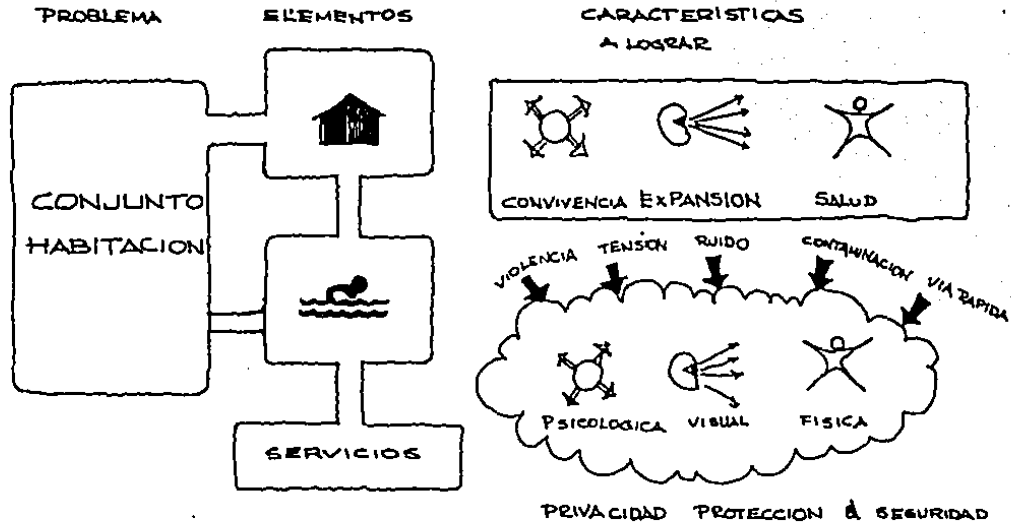 PROBLEMA
ELEMENTOS
CARACTERÍSTICAS
A LOGRAR
CONJUNTO
HABITACION
SERVICIOS
CONVIVENCIA EXPANSION SALUD
VIOLENCIA
TENSION
RUIDO
CONTAMINACION
VIA RAPIDA
PSICOLOGICA VISUAL FISICA
PRIVACIDAD PROTECCION & SEGURIDAD